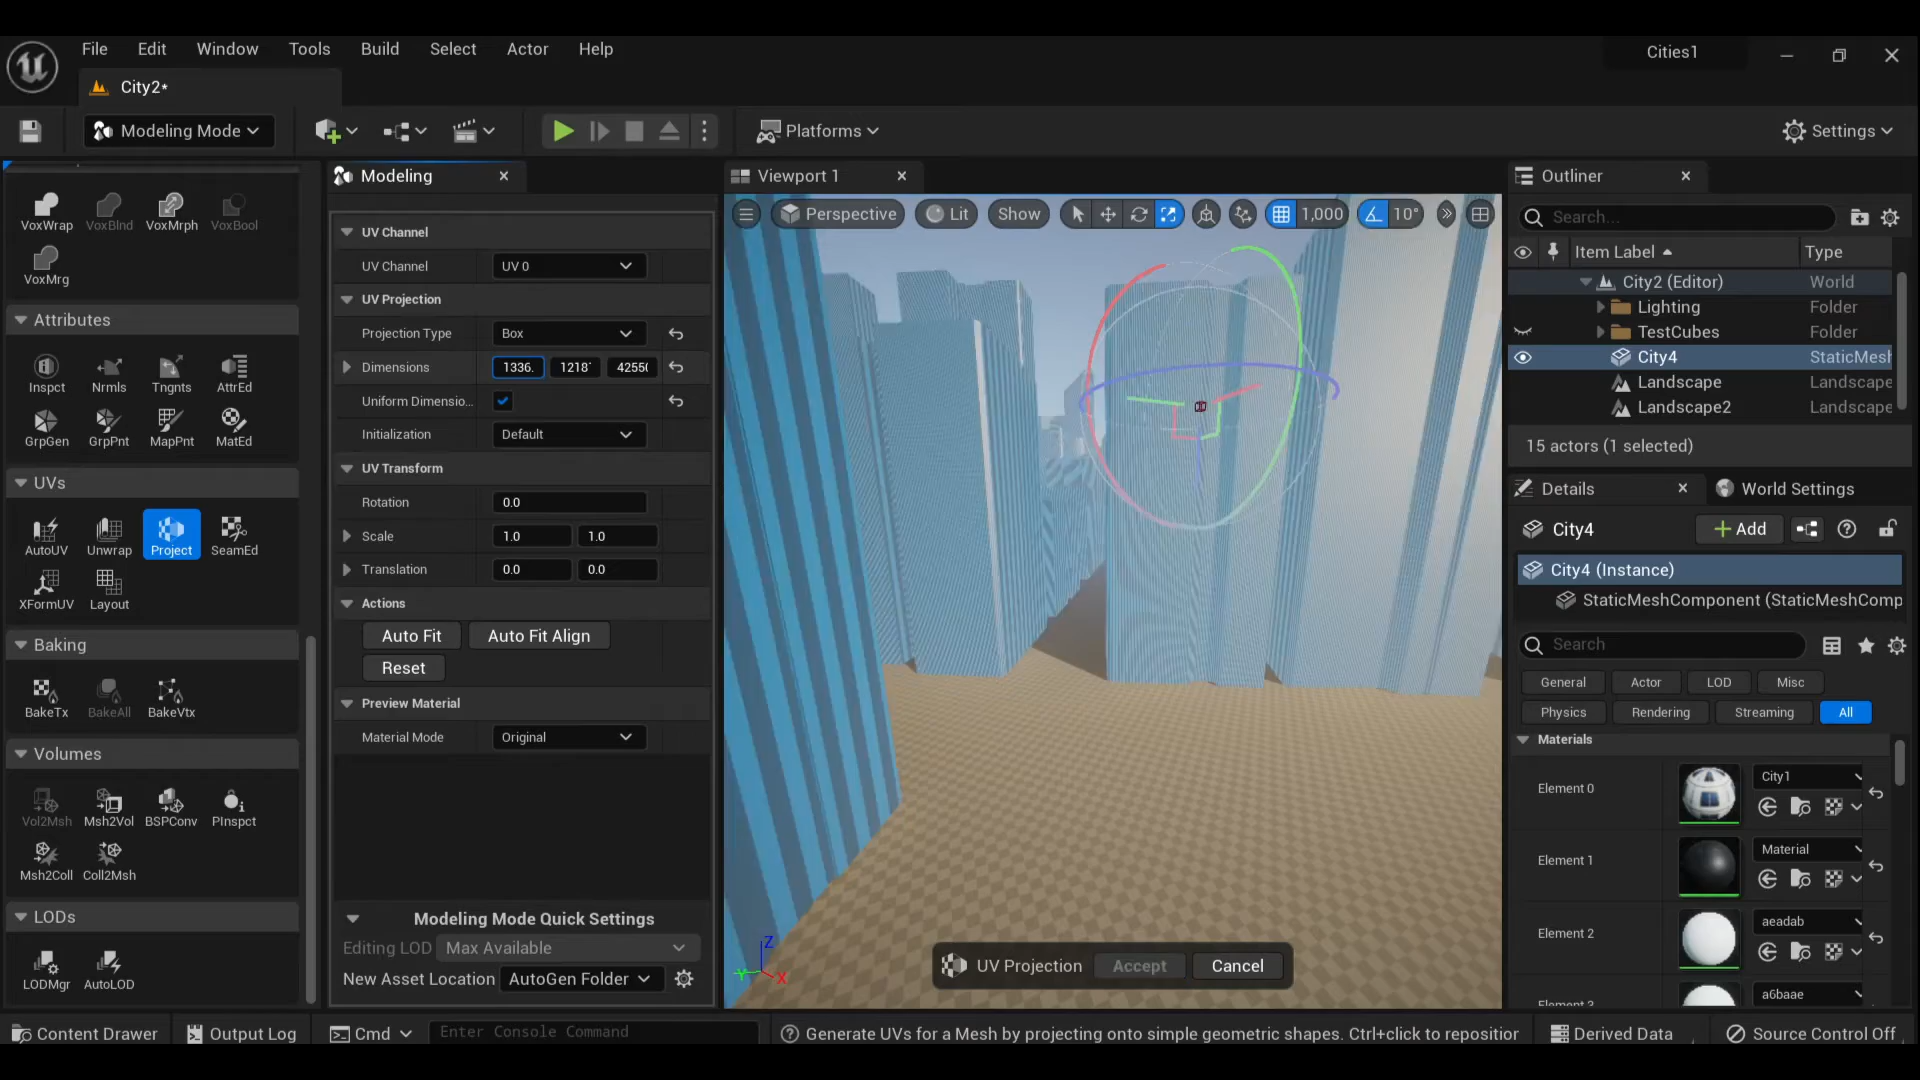 File Edit Window Tools Build Select Actor Help
Cities1
City2*
Modeling Mode
Platforms
Settings
VoxWrap VoxBlnd VoxMrph VoxBool
VoxMrg
Attributes
Inspct Nrmls Tngnts AttrEd
GrpGen GrpPnt MapPnt MatEd
UVs
AutoUV Unwrap Project SeamEd
XFormUV Layout
Baking
BakeTx BakeAll BakeVtx
Volumes
Vol2Msh Msh2Vol BSPConv PInspct
Msh2Coll Coll2Msh
LODs
LODMgr AutoLOD
Modeling
UV Channel
UV Channel UV 0
UV Projection
Projection Type Box
Dimensions 1336. 1218 4255
Uniform Dimensio...
Initialization Default
UV Transform
Rotation 0.0
Scale 1.0 1.0
Translation 0.0 0.0
Actions
Auto Fit Auto Fit Align
Reset
Preview Material
Material Mode Original
Modeling Mode Quick Settings
Editing LOD Max Available
New Asset Location AutoGen Folder
Viewport 1
Perspective Lit Show 1,000 10°
Z
Y X
UV Projection Accept Cancel
Outliner
Search...
Item Label Type
City2 (Editor) World
Lighting Folder
TestCubes Folder
City4 StaticMesh
Landscape Landscape
Landscape2 Landscape
15 actors (1 selected)
Details World Settings
City4 Add
City4 (Instance)
StaticMeshComponent (StaticMeshComp
Search
General Actor LOD Misc
Physics Rendering Streaming All
Materials
Element 0 City1
Element 1 Material
Element 2 aeadab
Element 3 a6baae
Content Drawer Output Log Cmd Enter Console Command
Generate UVs for a Mesh by projecting onto simple geometric shapes. Ctrl+click to reposition
Derived Data Source Control Off